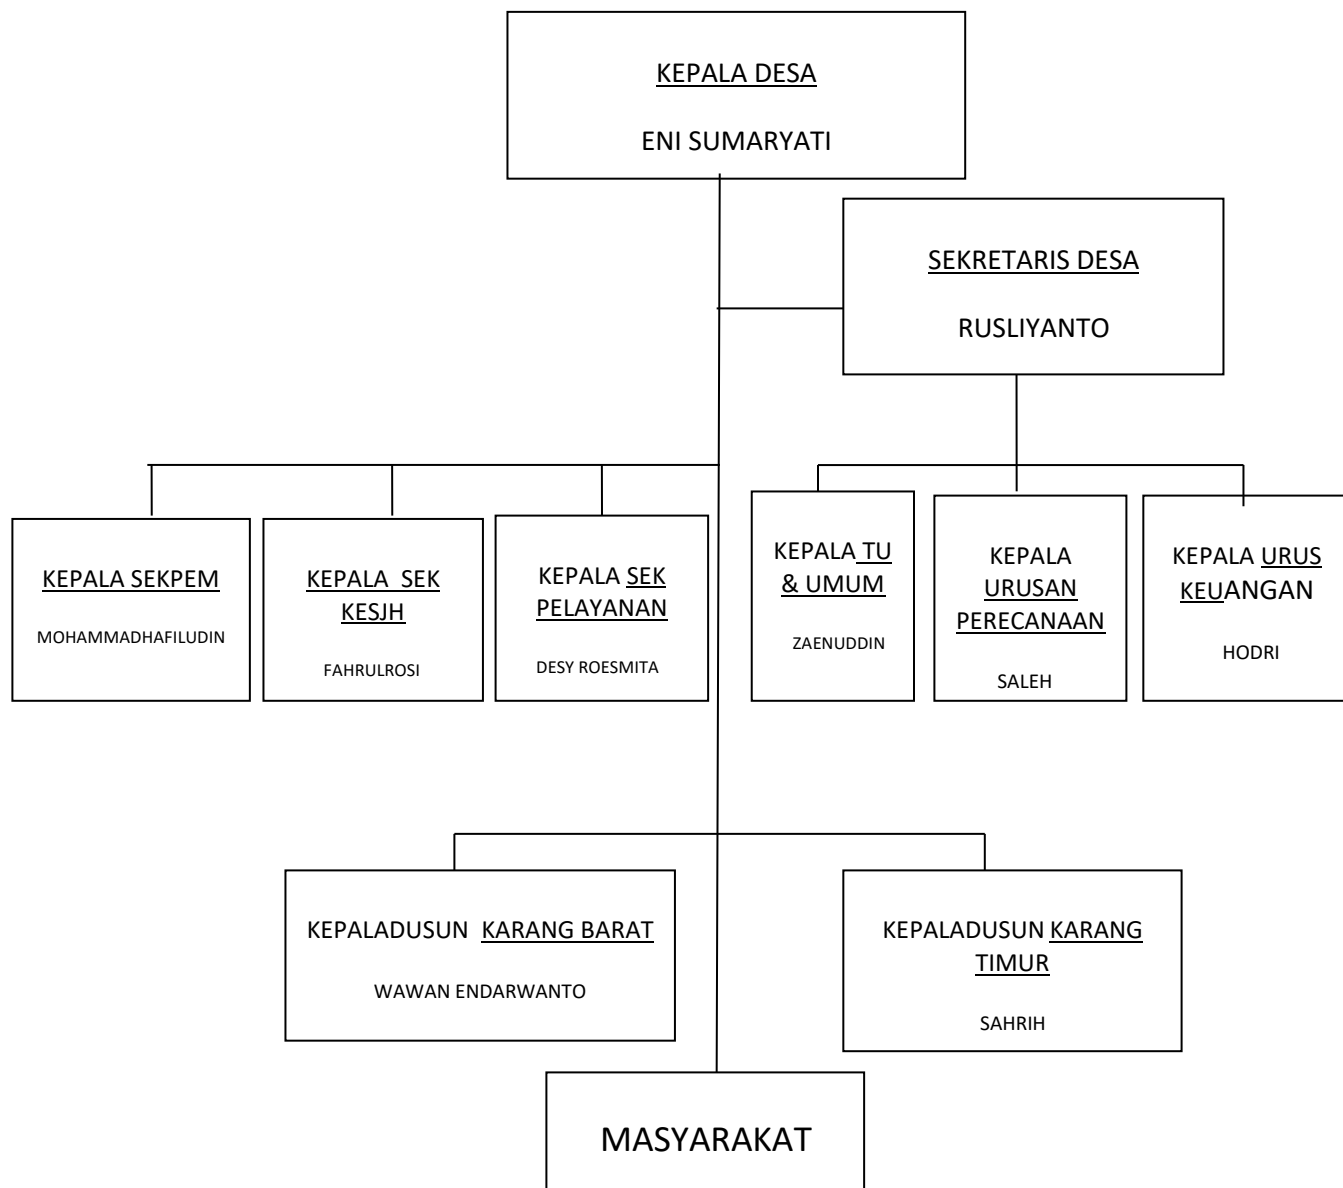 KEPALA DESA
ENI SUMARYATI
SEKRETARIS DESA
RUSLIYANTO
KEPALA SEKPEM
MOHAMMADHAFILUDIN
KEPALA  SEK
KESJH
FAHRULROSI
KEPALA SEK
PELAYANAN
DESY ROESMITA
KEPALA TU
& UMUM
ZAENUDDIN
KEPALA
URUSAN
PERECANAAN
SALEH
KEPALA URUS
KEUANGAN
HODRI
KEPALADUSUN  KARANG BARAT
WAWAN ENDARWANTO
KEPALADUSUN KARANG
TIMUR
SAHRIH
MASYARAKAT